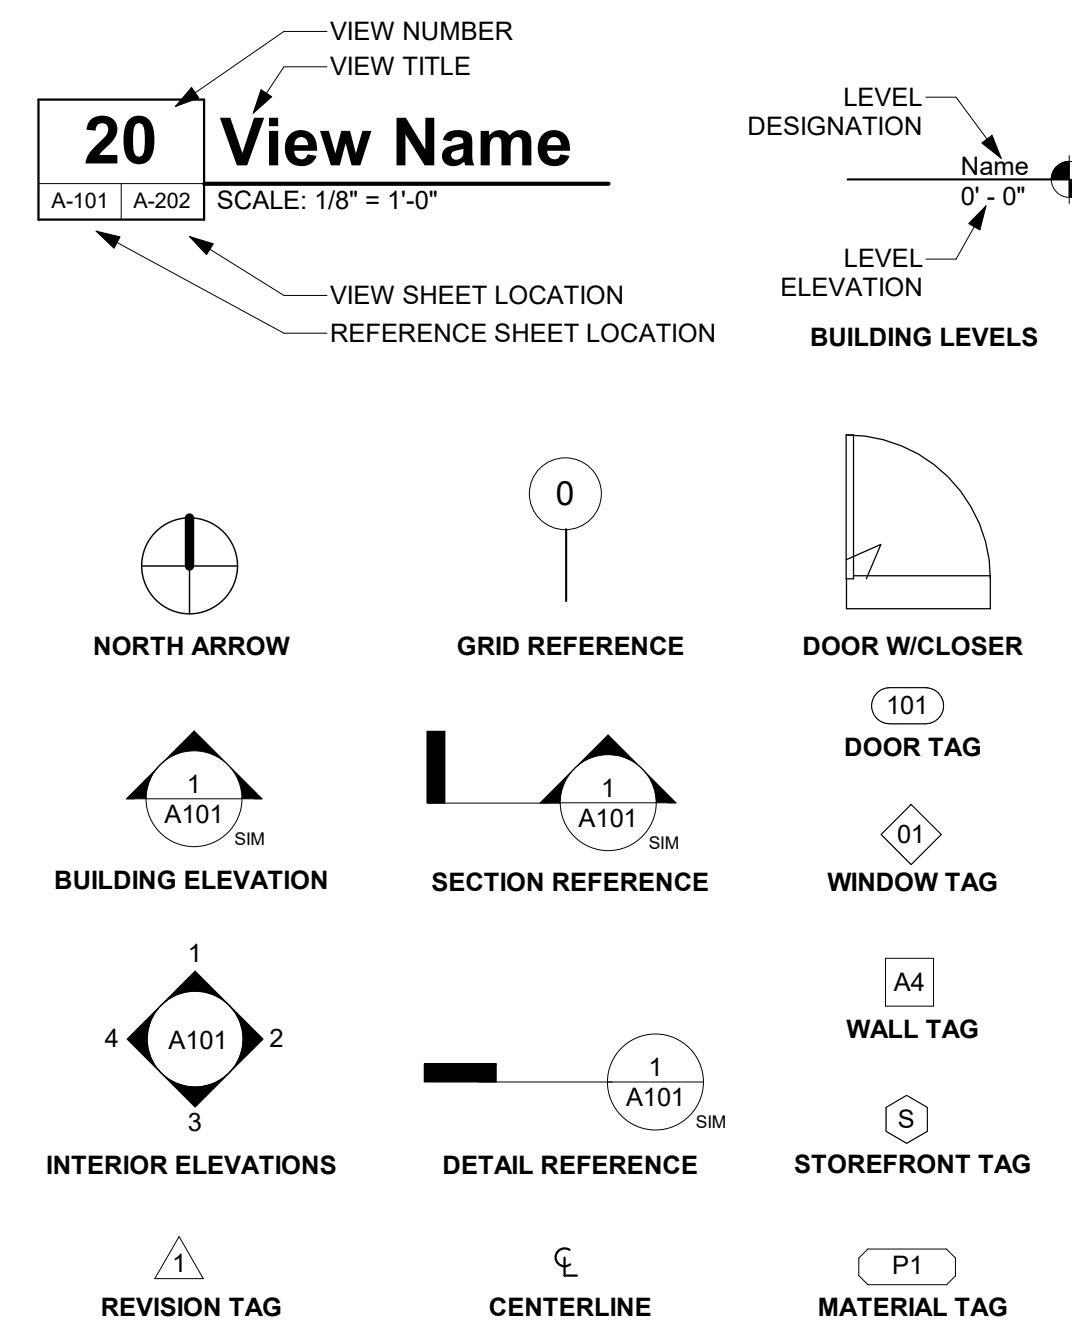 VIEW NUMBER
VIEW TITLE
20
View Name
A-101
A-202
SCALE: 1/8" = 1'-0"
VIEW SHEET LOCATION
REFERENCE SHEET LOCATION
LEVEL
DESIGNATION
Name
0' - 0"
LEVEL
ELEVATION
BUILDING LEVELS
NORTH ARROW
0
GRID REFERENCE
DOOR W/CLOSER
101
DOOR TAG
1
A101
SIM
BUILDING ELEVATION
1
A101
SIM
SECTION REFERENCE
01
WINDOW TAG
1
4
A101
2
3
INTERIOR ELEVATIONS
1
A101
SIM
DETAIL REFERENCE
A4
WALL TAG
S
STOREFRONT TAG
1
REVISION TAG
℄
CENTERLINE
P1
MATERIAL TAG